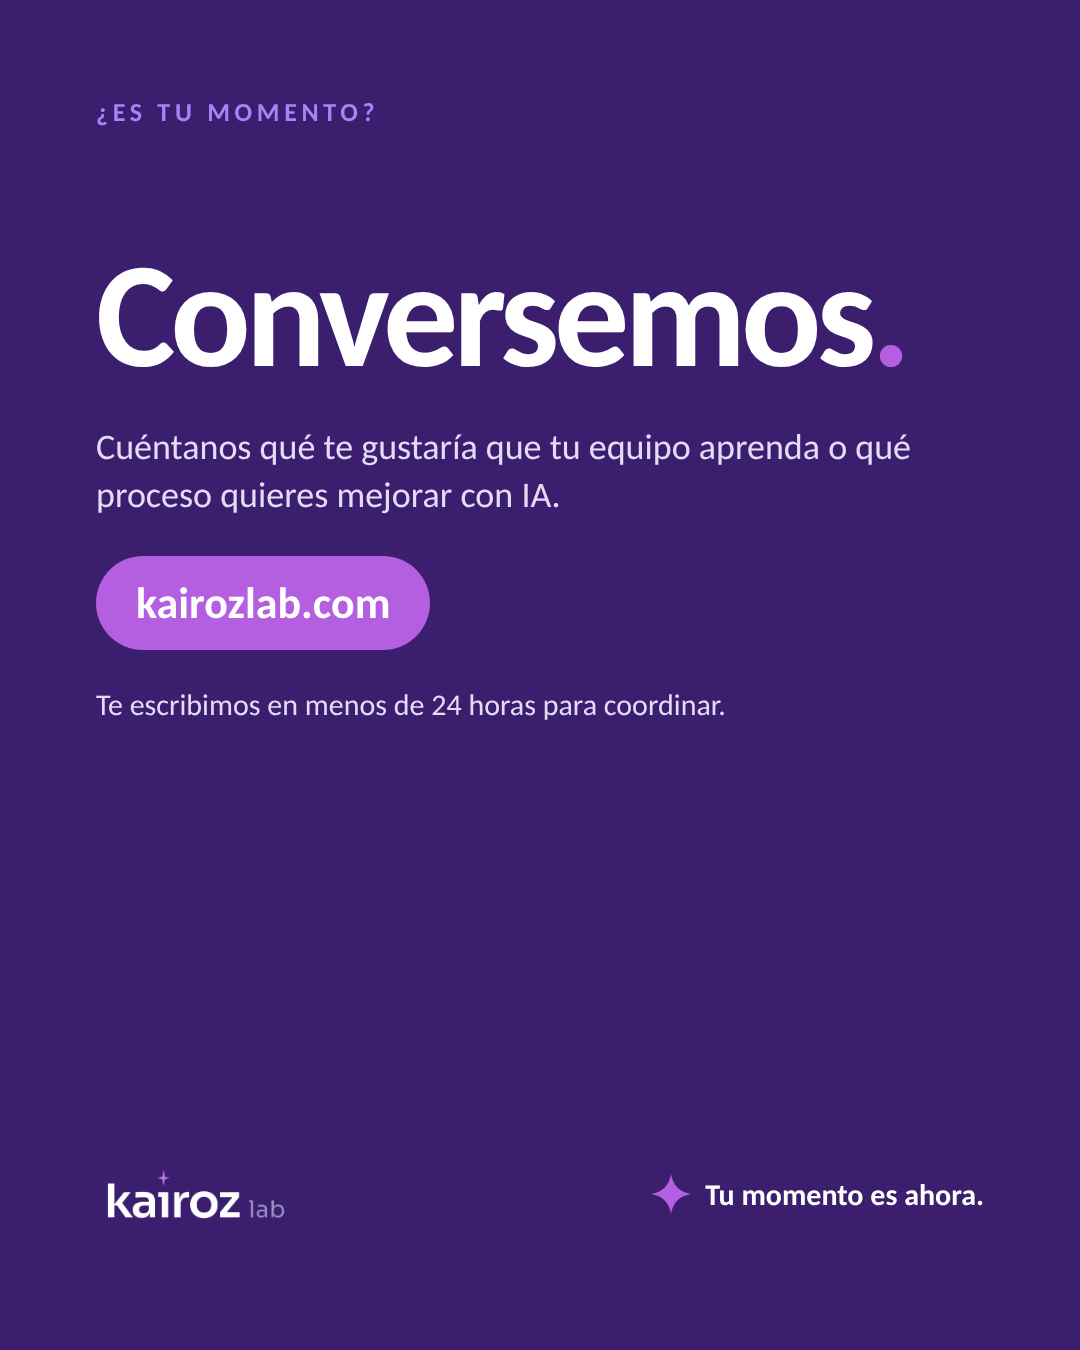 ¿ES TU MOMENTO?
Conversemos.
Cuéntanos qué te gustaría que tu equipo aprenda o qué
proceso quieres mejorar con IA.
kairozlab.com
Te escribimos en menos de 24 horas para coordinar.
kairoz lab
Tu momento es ahora.